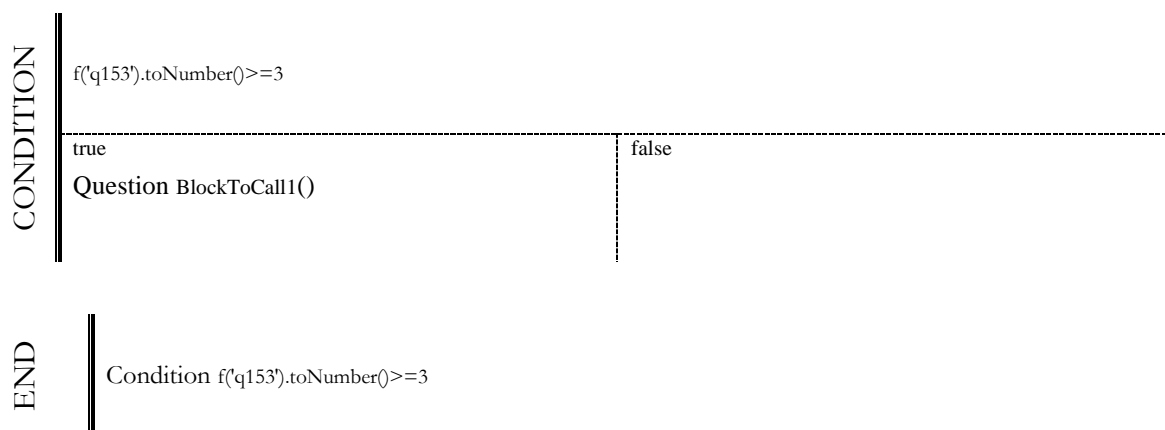 CONDITION
f('q153').toNumber()>=3
true
false
Question BlockToCall1()
END
Condition f('q153').toNumber()>=3